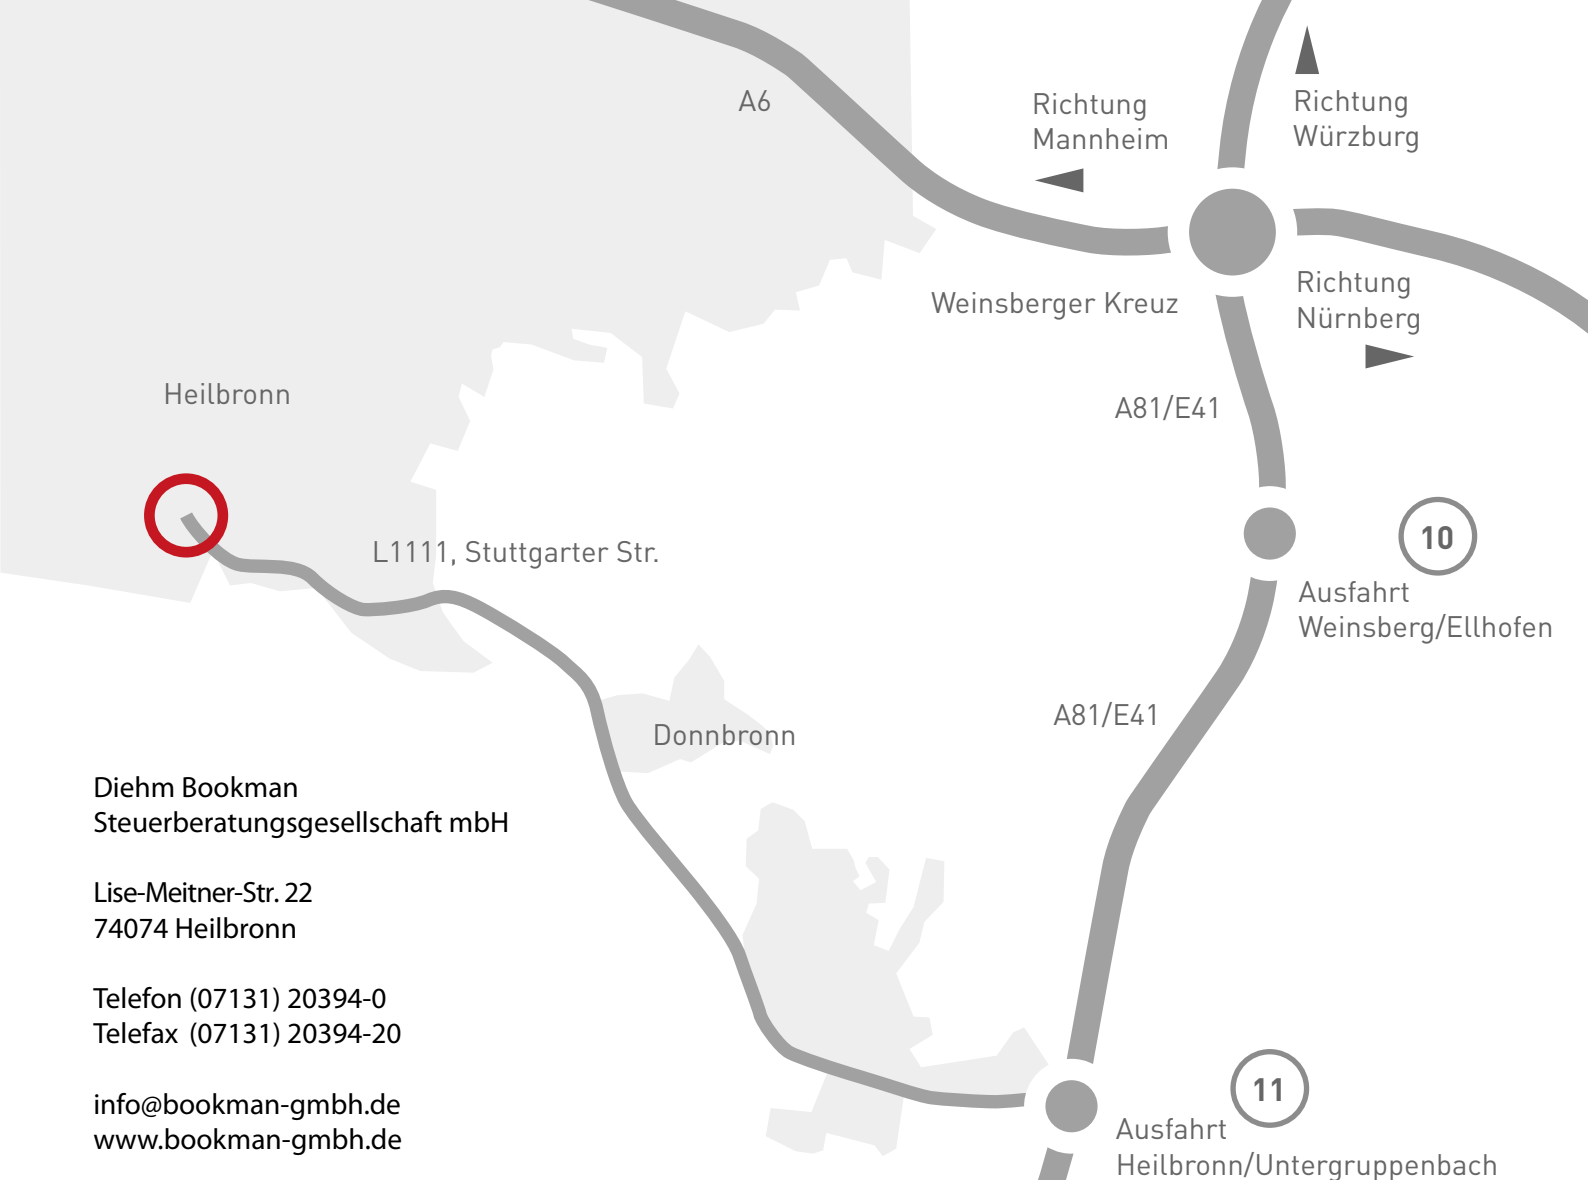 A6
Richtung
Mannheim
Richtung
Würzburg
Weinsberger Kreuz
Richtung
Nürnberg
Heilbronn
A81/E41
L1111, Stuttgarter Str.
10
Ausfahrt
Weinsberg/Ellhofen
A81/E41
Donnbronn
Diehm Bookman
Steuerberatungsgesellschaft mbH
Lise-Meitner-Str. 22
74074 Heilbronn
Telefon (07131) 20394-0
Telefax (07131) 20394-20
info@bookman-gmbh.de
www.bookman-gmbh.de
11
Ausfahrt
Heilbronn/Untergruppenbach